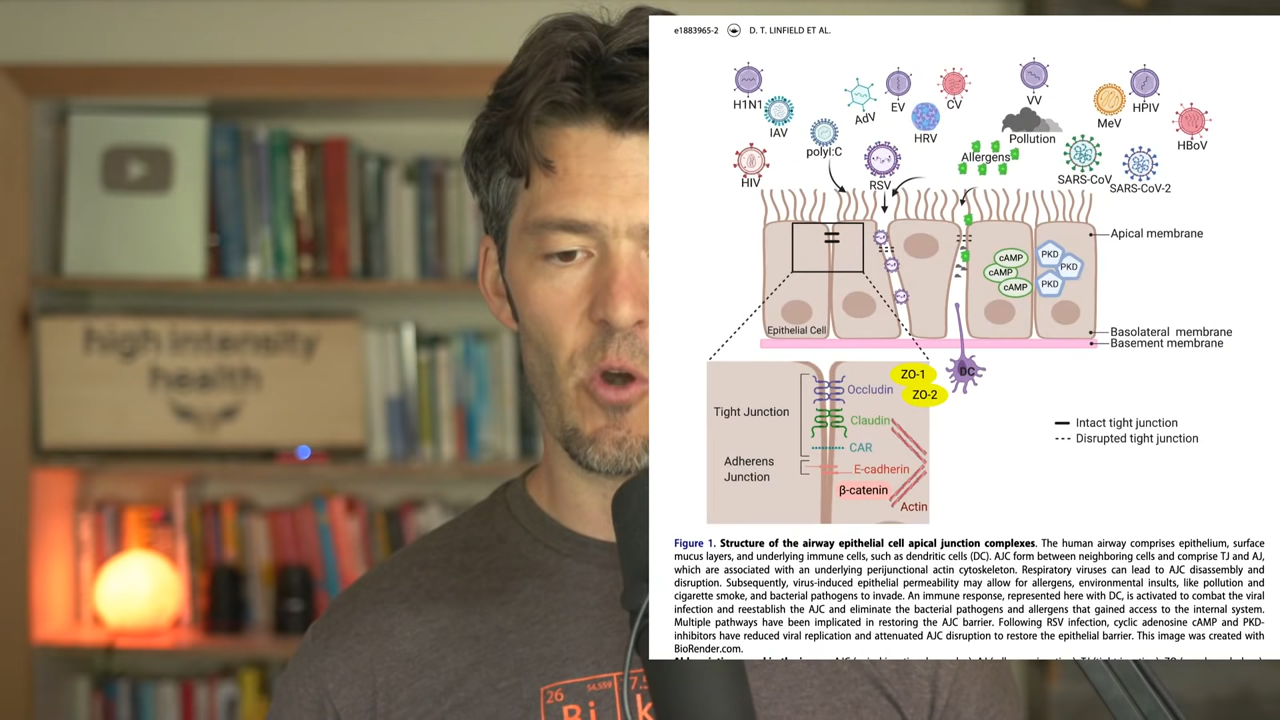 high intensity
health
26
54,559
7.5
Bi
k
e1883965-2 D. T. LINFIELD ET AL.
H1N1
IAV
AdV
EV
CV
VV
MeV
HPIV
HBoV
HRV
polyI:C
Pollution
Allergens
HIV
RSV
SARS-CoV
SARS-CoV-2
Apical membrane
cAMP
cAMP
cAMP
PKD
PKD
PKD
Epithelial Cell
Basolateral membrane
Basement membrane
DC
ZO-1
ZO-2
Occludin
Tight Junction
Claudin
CAR
Adherens
Junction
E-cadherin
β-catenin
Actin
Intact tight junction
Disrupted tight junction
Figure 1. Structure of the airway epithelial cell apical junction complexes. The human airway comprises epithelium, surface
mucus layers, and underlying immune cells, such as dendritic cells (DC). AJC form between neighboring cells and comprise TJ and AJ,
which are associated with an underlying perijunctional actin cytoskeleton. Respiratory viruses can lead to AJC disassembly and
disruption. Subsequently, virus-induced epithelial permeability may allow for allergens, environmental insults, like pollution and
cigarette smoke, and bacterial pathogens to invade. An immune response, represented here with DC, is activated to combat the viral
infection and reestablish the AJC and eliminate the bacterial pathogens and allergens that gained access to the internal system.
Multiple pathways have been implicated in restoring the AJC barrier. Following RSV infection, cyclic adenosine cAMP and PKD-
inhibitors have reduced viral replication and attenuated AJC disruption to restore the epithelial barrier. This image was created with
BioRender.com.